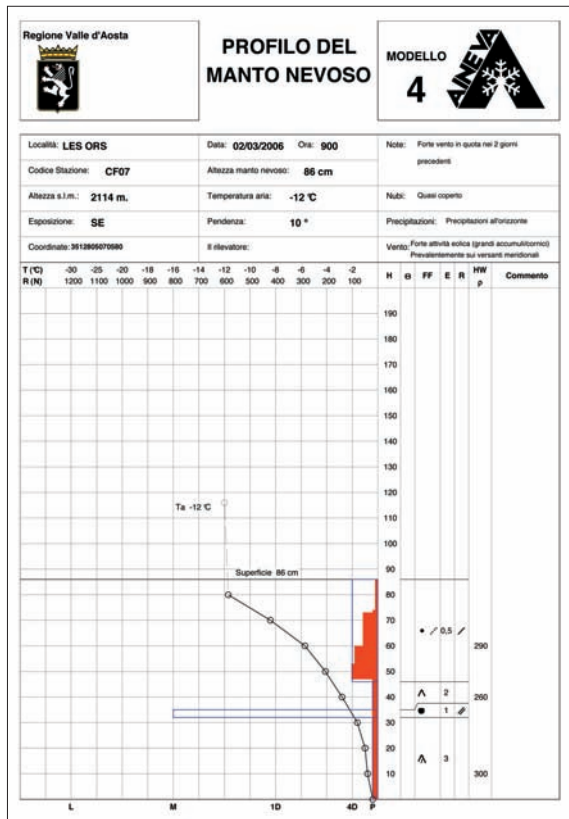 Regione Valle d'Aosta
PROFILO DEL
MANTO NEVOSO
MODELLO
4
AINEVA
Località: LES ORS
Data: 02/03/2006 Ora: 900
Note: Forte vento in quota nei 2 giorni
precedenti
Codice Stazione: CF07
Altezza manto nevoso: 86 cm
Altezza s.l.m.: 2114 m.
Temperatura aria: -12 °C
Nubi: Quasi coperto
Esposizione: SE
Pendenza: 10 °
Precipitazioni: Precipitazioni all'orizzonte
Coordinate: 3512805070580
Il rilevatore:
Vento: Forte attività eolica (grandi accumuli/cornici)
Prevalentemente sui versanti meridionali
T (°C) -30 -25 -20 -18 -16 -14 -12 -10 -8 -6 -4 -2
R (N) 1200 1100 1000 900 800 700 600 500 400 300 200 100
H Θ FF E R HW ρ Commento
190
180
170
160
150
140
130
120
Ta -12 °C
110
100
90
Superficie 86 cm
80
70
0,5
60 290
50
40 2 260
1
30
20
3
10 300
L M 1D 4D P